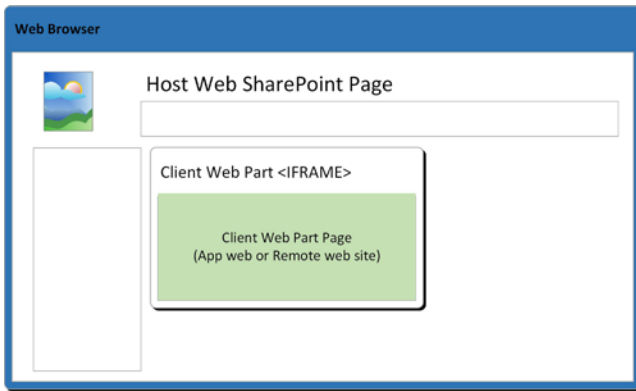 Web Browser
Host Web SharePoint Page
Client Web Part <IFRAME>
Client Web Part Page
(App web or Remote web site)